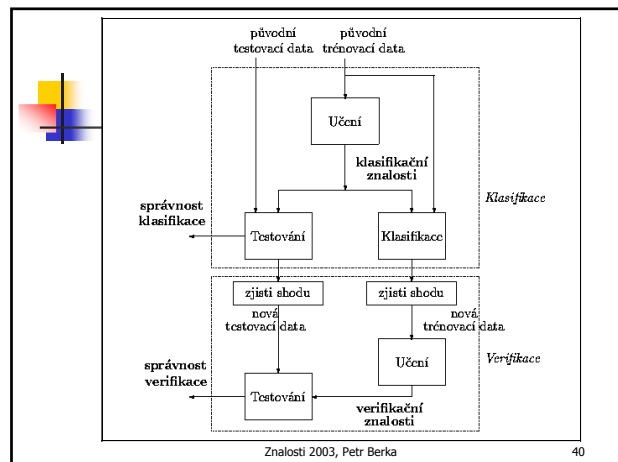 původní
testovací data
původní
trénovací data
Učení
klasifikační
znalosti
Klasifikace
správnost
klasifikace
Testování
Klasifikace
zjisti shodu
zjisti shodu
nová
testovací data
nová
trénovací data
Verifikace
Učení
správnost
verifikace
Testování
verifikační
znalosti
Znalosti 2003, Petr Berka
40